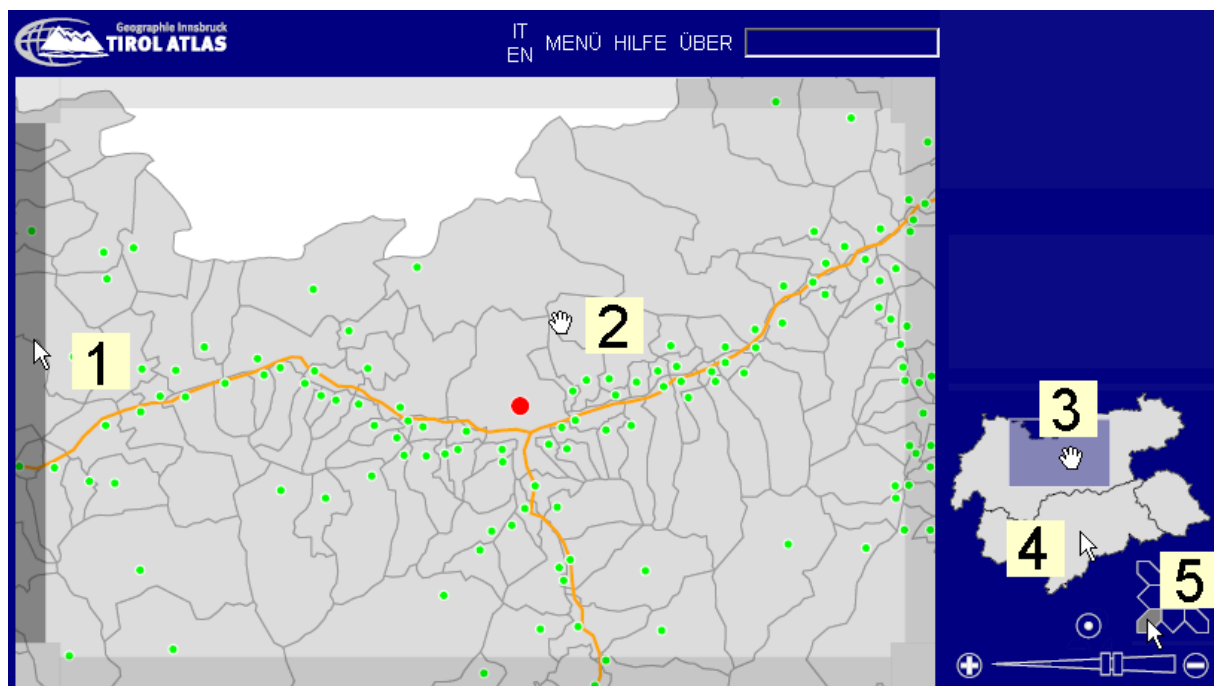 Geographie Innsbruck
TIROL ATLAS
IT
EN
MENÜ HILFE ÜBER
1
2
3
4
5